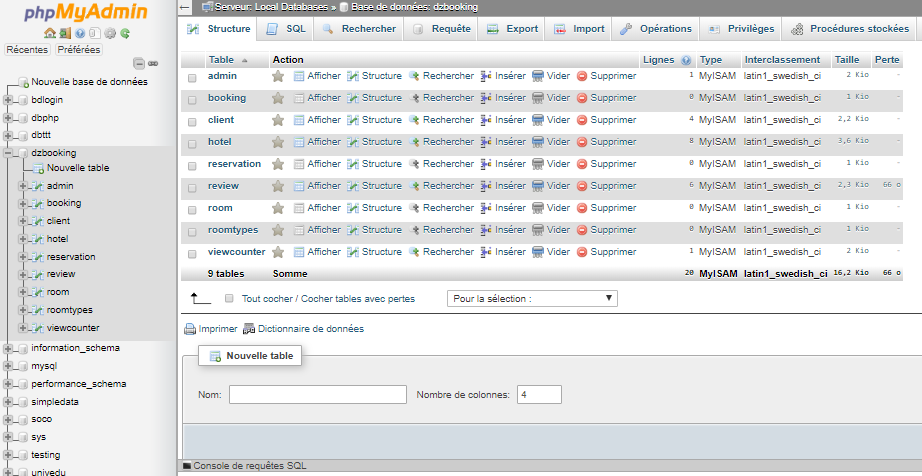 phpMyAdmin
Récentes Préférées
Nouvelle base de données
bdlogin
dbphp
dbttt
dzbooking
Nouvelle table
admin
booking
client
hotel
reservation
review
room
roomtypes
viewcounter
information_schema
mysql
performance_schema
simpledata
soco
sys
testing
univedu
Serveur: Local Databases » Base de données: dzbooking
Structure SQL Rechercher Requête Export Import Opérations Privilèges Procédures stockées
Table Action Lignes Type Interclassement Taille Perte
admin Afficher Structure Rechercher Insérer Vider Supprimer 1 MyISAM latin1_swedish_ci 2 Kio -
booking Afficher Structure Rechercher Insérer Vider Supprimer 0 MyISAM latin1_swedish_ci 1 Kio -
client Afficher Structure Rechercher Insérer Vider Supprimer 4 MyISAM latin1_swedish_ci 2,2 Kio -
hotel Afficher Structure Rechercher Insérer Vider Supprimer 8 MyISAM latin1_swedish_ci 3,6 Kio -
reservation Afficher Structure Rechercher Insérer Vider Supprimer 0 MyISAM latin1_swedish_ci 1 Kio -
review Afficher Structure Rechercher Insérer Vider Supprimer 6 MyISAM latin1_swedish_ci 2,3 Kio 66 o
room Afficher Structure Rechercher Insérer Vider Supprimer 0 MyISAM latin1_swedish_ci 1 Kio -
roomtypes Afficher Structure Rechercher Insérer Vider Supprimer 0 MyISAM latin1_swedish_ci 1 Kio -
viewcounter Afficher Structure Rechercher Insérer Vider Supprimer 1 MyISAM latin1_swedish_ci 2 Kio -
9 tables Somme 20 MyISAM latin1_swedish_ci 16,2 Kio 66 o
Tout cocher / Cocher tables avec pertes Pour la sélection :
Imprimer Dictionnaire de données
Nouvelle table
Nom: Nombre de colonnes: 4
Console de requêtes SQL